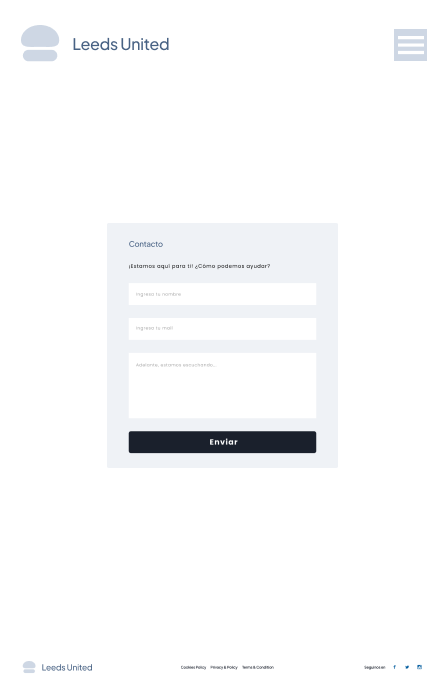 Leeds United
Contacto
¡Estamos aquí para ti! ¿Cómo podemos ayudar?
Ingresa tu nombre
Ingresa tu mail
Adelante, estamos escuchando...
Enviar
Leeds United
Cookies Policy Privacy & Policy Terms & Condition
Seguinos en